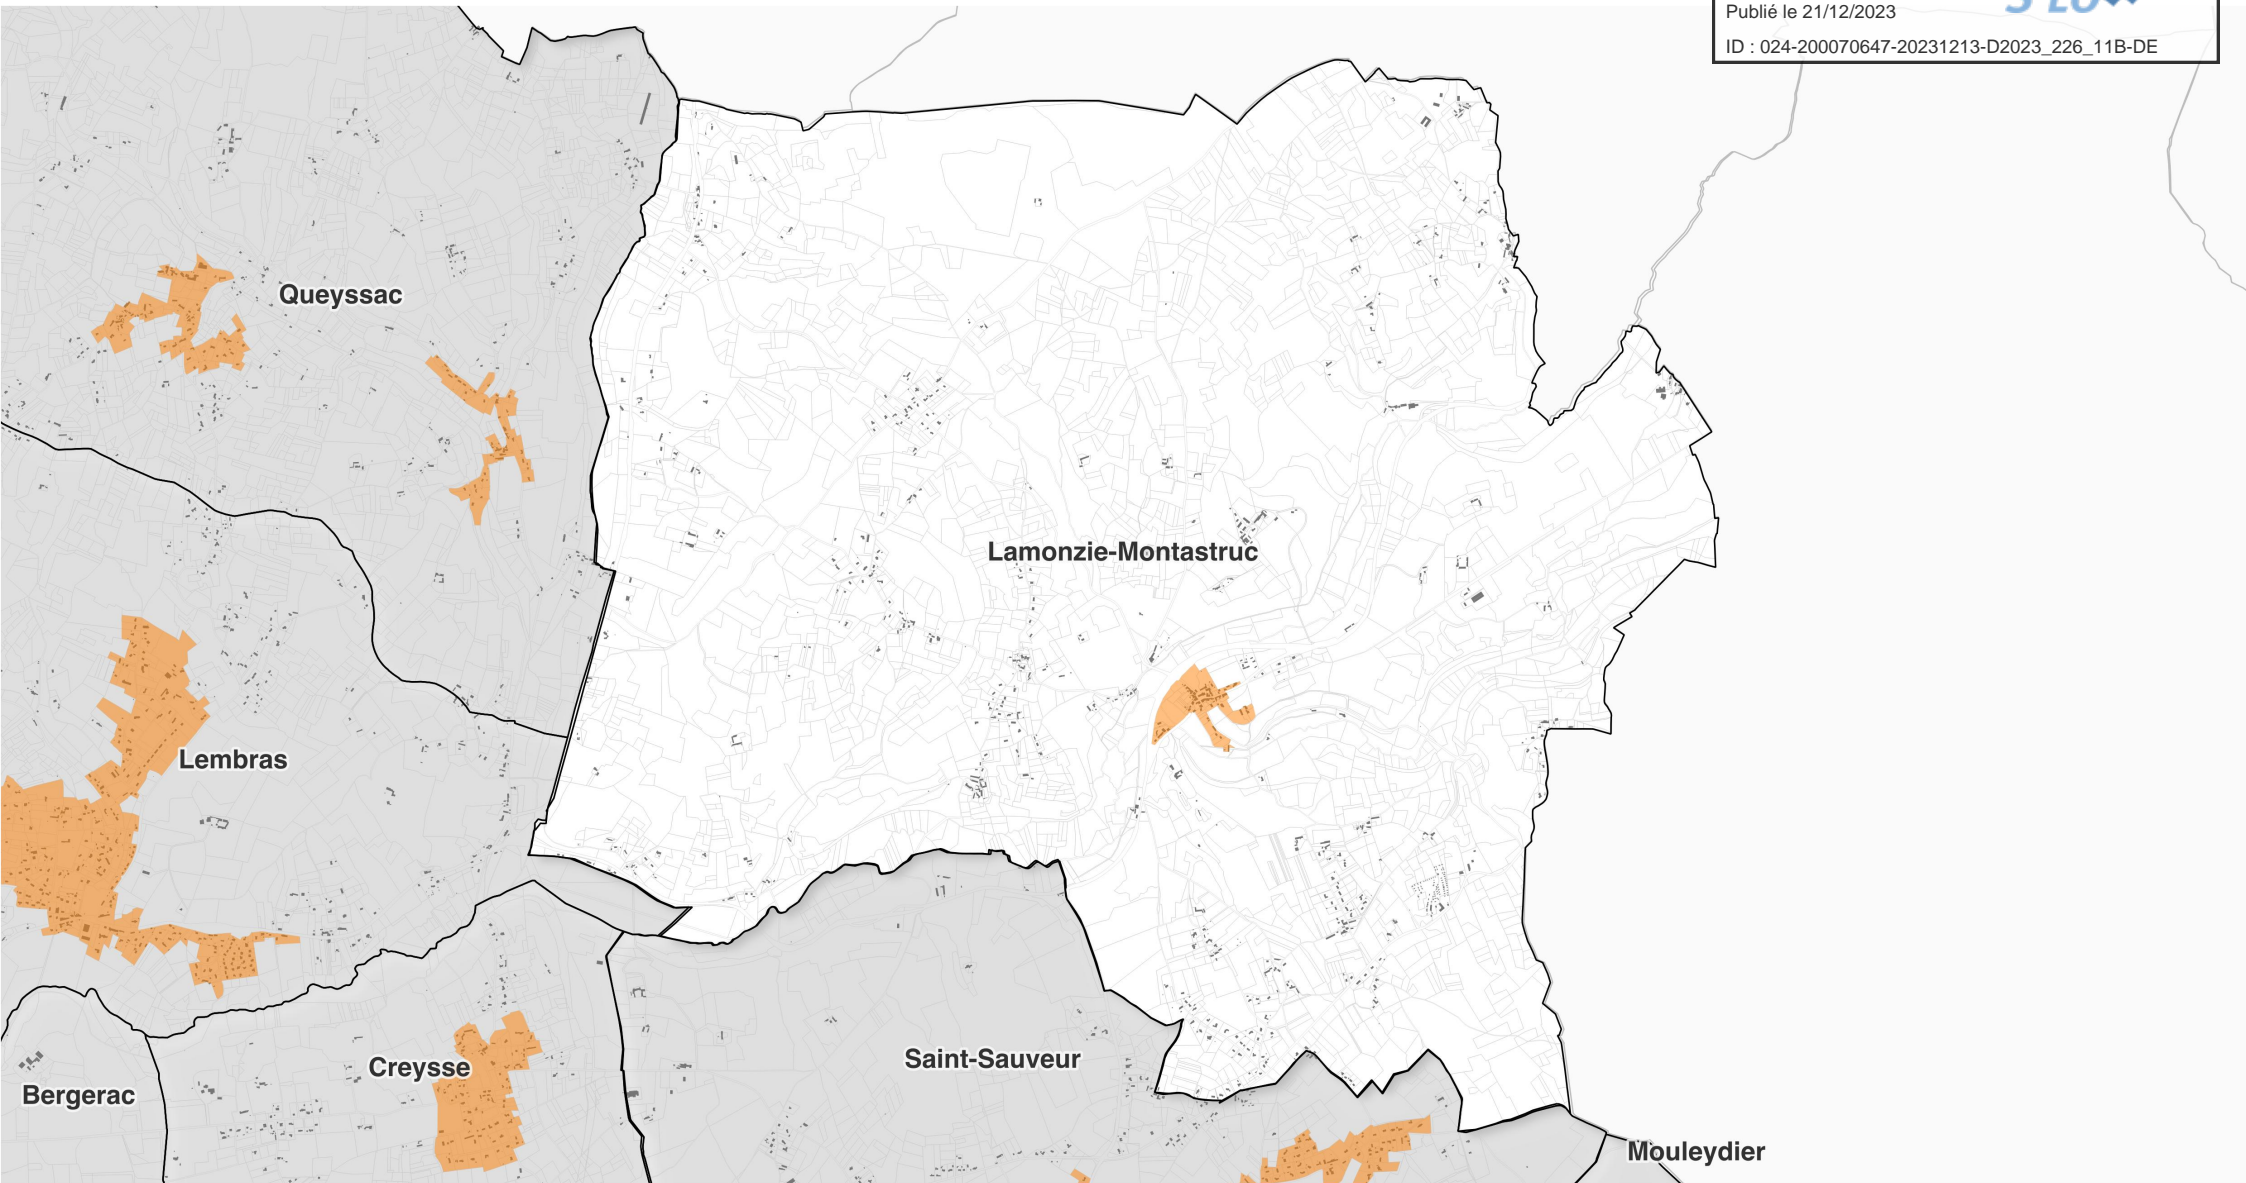 Publié le 21/12/2023
ID : 024-200070647-20231213-D2023_226_11B-DE
Queyssac
Lamonzie-Montastruc
Lembras
Saint-Sauveur
Creysse
Bergerac
Mouleydier